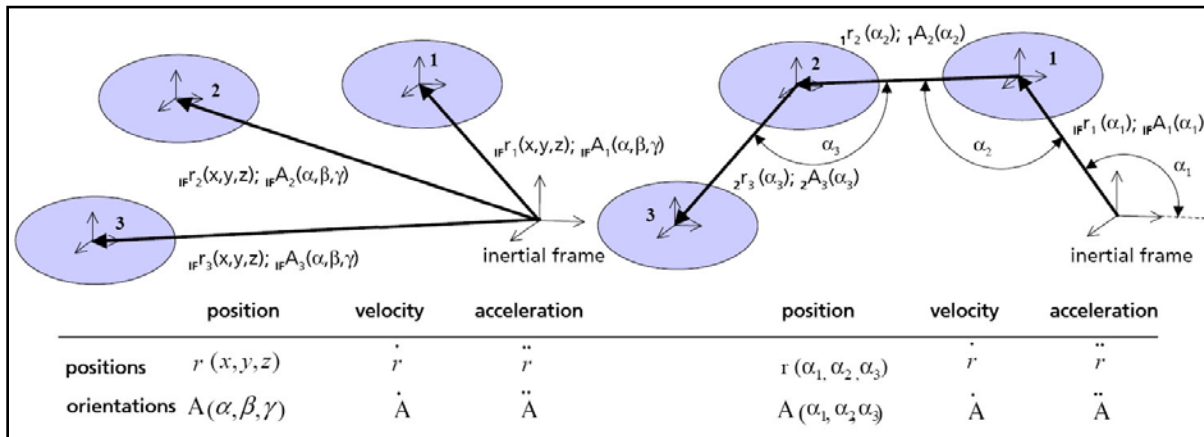 1
2
IFr1(x,y,z); IFA1(α,β,γ)
IFr2(x,y,z); IFA2(α,β,γ)
3
IFr3(x,y,z); IFA3(α,β,γ)
inertial frame
1r2 (α2); 1A2(α2)
2
1
IFr1 (α1); IFA1(α1)
α3
α2
α1
2r3 (α3); 2A3(α3)
3
inertial frame
position velocity acceleration position velocity acceleration
positions r (x, y, z) ṙ r̈ r (α1, α2, α3) ṙ r̈
orientations A (α, β, γ) Ȧ Ä A (α1, α2, α3) Ȧ Ä